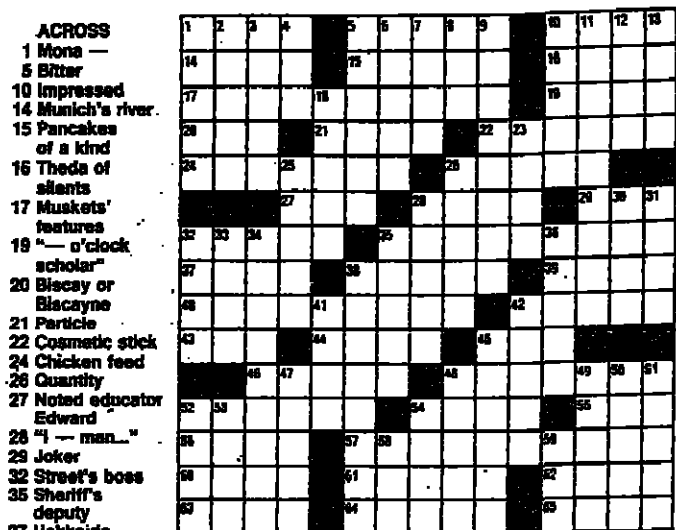 ACROSS
1 Mona —
5 Bitter
10 Impressed
14 Munich's river
15 Pancakes
of a kind
16 Theda of
silents
17 Muskets'
features
19 "— o'clock
scholar"
20 Biscay or
Biscayne
21 Particle
22 Cosmetic stick
24 Chicken feed
26 Quantity
27 Noted educator
Edward
28 "I — man..."
29 Joker
32 Street's boss
35 Sheriff's
deputy
37 Hokkaido
1 2 3 4 5 6 7 8 9 10 11 12 13
14 15 16
17 18 19
20 21 22 23
24 25 26
27 28 29 30 31
32 33 34 35 36
37 38 39
40 41 42
43 44 45
46 47 48 49 50 51
52 53 54 55
56 57 58 59
60 61 62
63 64 65